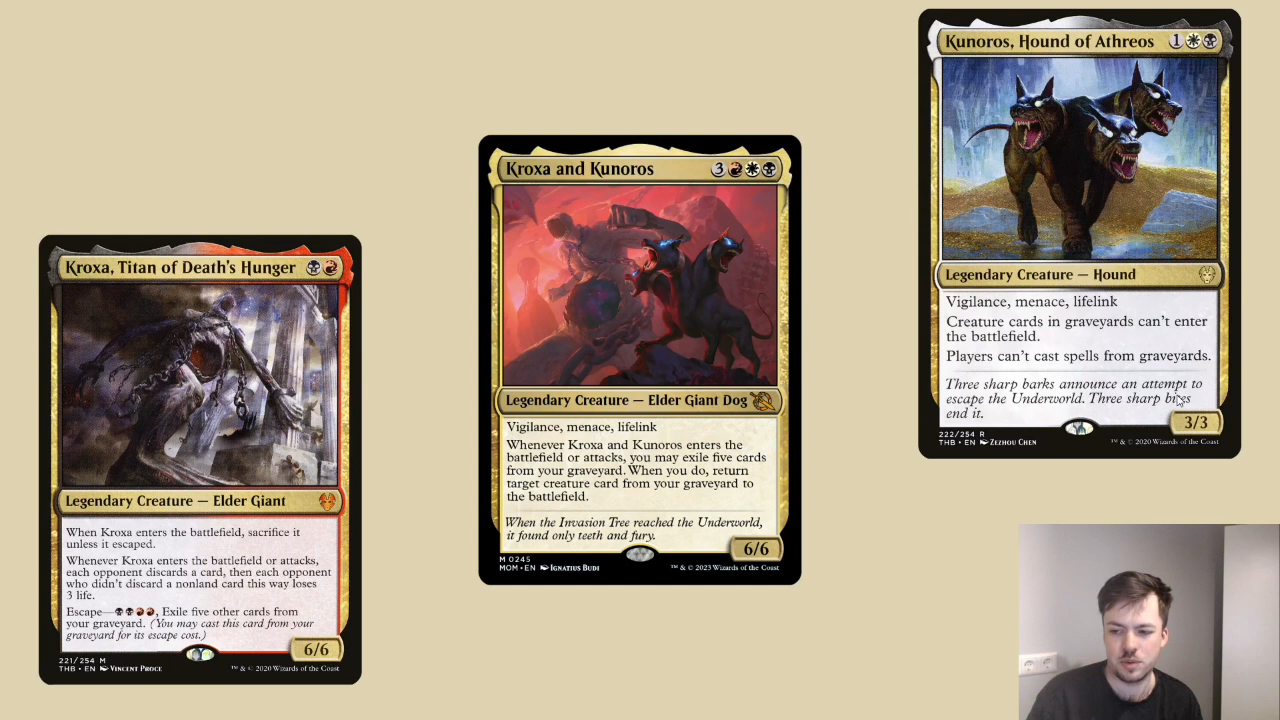 Kroxa, Titan of Death's Hunger
Legendary Creature — Elder Giant
When Kroxa enters the battlefield, sacrifice it
unless it escaped.
Whenever Kroxa enters the battlefield or attacks,
each opponent discards a card, then each opponent
who didn't discard a nonland card this way loses
3 life.
Escape—, Exile five other cards from
your graveyard. (You may cast this card from your
graveyard for its escape cost.)
6/6
221/254 M
THB • EN Vincent Proce
™ & © 2020 Wizards of the Coast
Kroxa and Kunoros 3
Legendary Creature — Elder Giant Dog
Vigilance, menace, lifelink
Whenever Kroxa and Kunoros enters the
battlefield or attacks, you may exile five cards
from your graveyard. When you do, return
target creature card from your graveyard to
the battlefield.
When the Invasion Tree reached the Underworld,
it found only teeth and fury.
6/6
M 0245
MOM • EN Ignatius Budi
™ & © 2023 Wizards of the Coast
Kunoros, Hound of Athreos 1
Legendary Creature — Hound
Vigilance, menace, lifelink
Creature cards in graveyards can't enter
the battlefield.
Players can't cast spells from graveyards.
Three sharp barks announce an attempt to
escape the Underworld. Three sharp bites
end it.
3/3
222/254 R
THB • EN Zezhou Chen
™ & © 2020 Wizards of the Coast